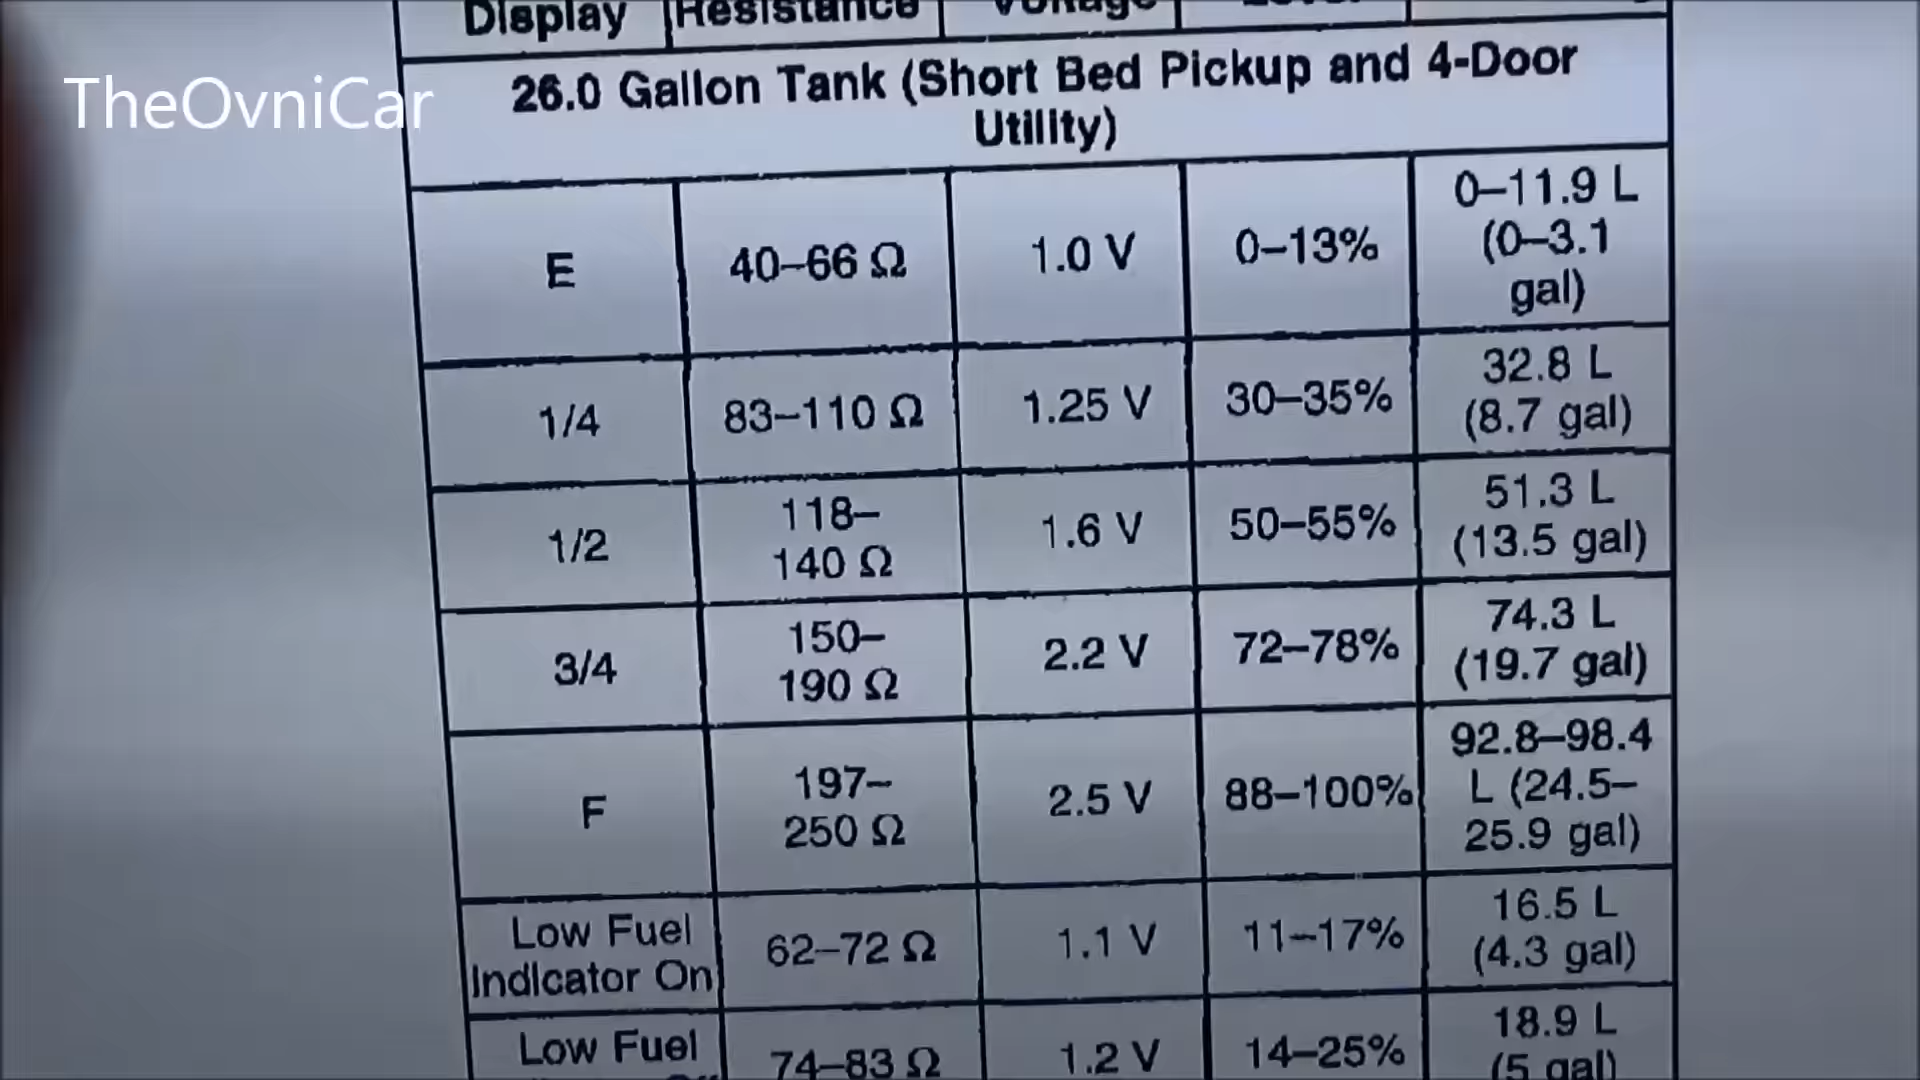 Display Resistance Voltage
26.0 Gallon Tank (Short Bed Pickup and 4-Door
Utility)
TheOvniCar
E 40–66 Ω 1.0 V 0–13% 0–11.9 L
(0–3.1
gal)
1/4 83–110 Ω 1.25 V 30–35% 32.8 L
(8.7 gal)
1/2 118–
140 Ω 1.6 V 50–55% 51.3 L
(13.5 gal)
3/4 150–
190 Ω 2.2 V 72–78% 74.3 L
(19.7 gal)
F 197–
250 Ω 2.5 V 88–100% 92.8–98.4
L (24.5–
25.9 gal)
Low Fuel
Indicator On 62–72 Ω 1.1 V 11–17% 16.5 L
(4.3 gal)
Low Fuel 74–83 Ω 1.2 V 14–25% 18.9 L
(5 gal)